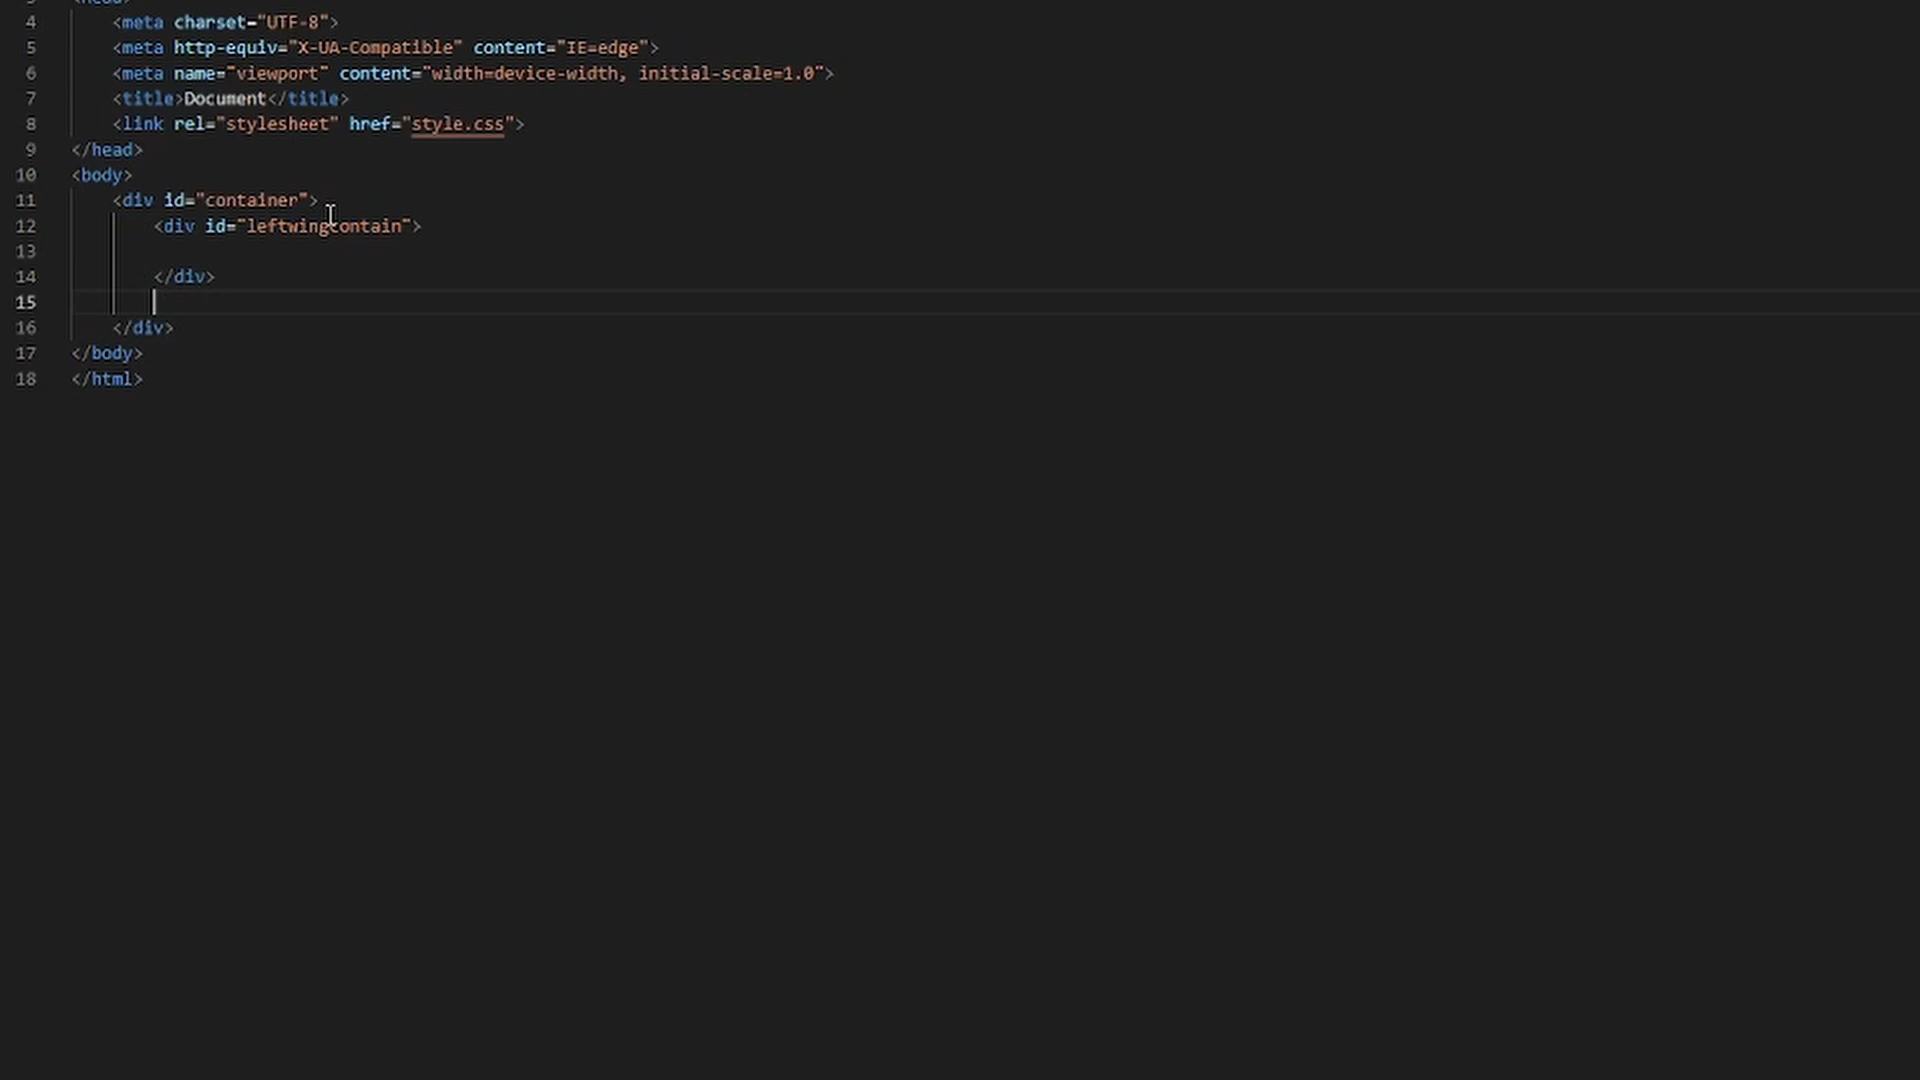 3 <head>
4 <meta charset="UTF-8">
5 <meta http-equiv="X-UA-Compatible" content="IE=edge">
6 <meta name="viewport" content="width=device-width, initial-scale=1.0">
7 <title>Document</title>
8 <link rel="stylesheet" href="style.css">
9 </head>
10 <body>
11 <div id="container">
12 <div id="leftwingcontain">
13
14 </div>
15
16 </div>
17 </body>
18 </html>